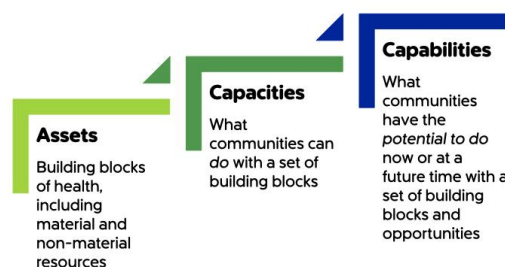 Assets
Building blocks
of health,
including
material and
non-material
resources
Capacities
What
communities can
do with a set of
building blocks
Capabilities
What
communities
have the
potential to do
now or at a
future time with a
set of building
blocks and
opportunities